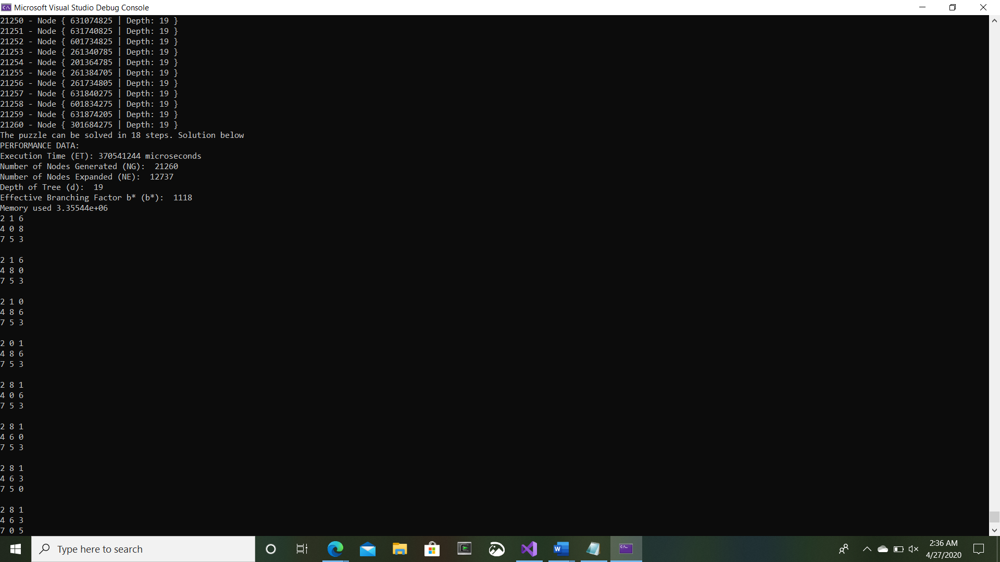 Microsoft Visual Studio Debug Console
21250 - Node { 631074825 | Depth: 19 }
21251 - Node { 631740825 | Depth: 19 }
21252 - Node { 601734825 | Depth: 19 }
21253 - Node { 261340785 | Depth: 19 }
21254 - Node { 201364785 | Depth: 19 }
21255 - Node { 261384705 | Depth: 19 }
21256 - Node { 261734805 | Depth: 19 }
21257 - Node { 631840275 | Depth: 19 }
21258 - Node { 601834275 | Depth: 19 }
21259 - Node { 631874205 | Depth: 19 }
21260 - Node { 301684275 | Depth: 19 }
The puzzle can be solved in 18 steps. Solution below
PERFORMANCE DATA:
Execution Time (ET): 370541244 microseconds
Number of Nodes Generated (NG):  21260
Number of Nodes Expanded (NE):  12737
Depth of Tree (d):  19
Effective Branching Factor b* (b*):  1118
Memory used 3.35544e+06
2 1 6
4 0 8
7 5 3

2 1 6
4 8 0
7 5 3

2 1 0
4 8 6
7 5 3

2 0 1
4 8 6
7 5 3

2 8 1
4 0 6
7 5 3

2 8 1
4 6 0
7 5 3

2 8 1
4 6 3
7 5 0

2 8 1
4 6 3
7 0 5
Type here to search
2:36 AM
4/27/2020